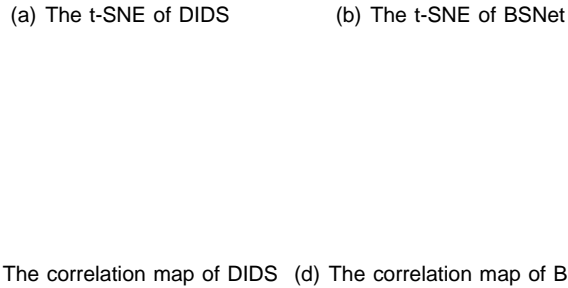 (a) The t-SNE of DIDS (b) The t-SNE of BSNet
The correlation map of DIDS (d) The correlation map of B